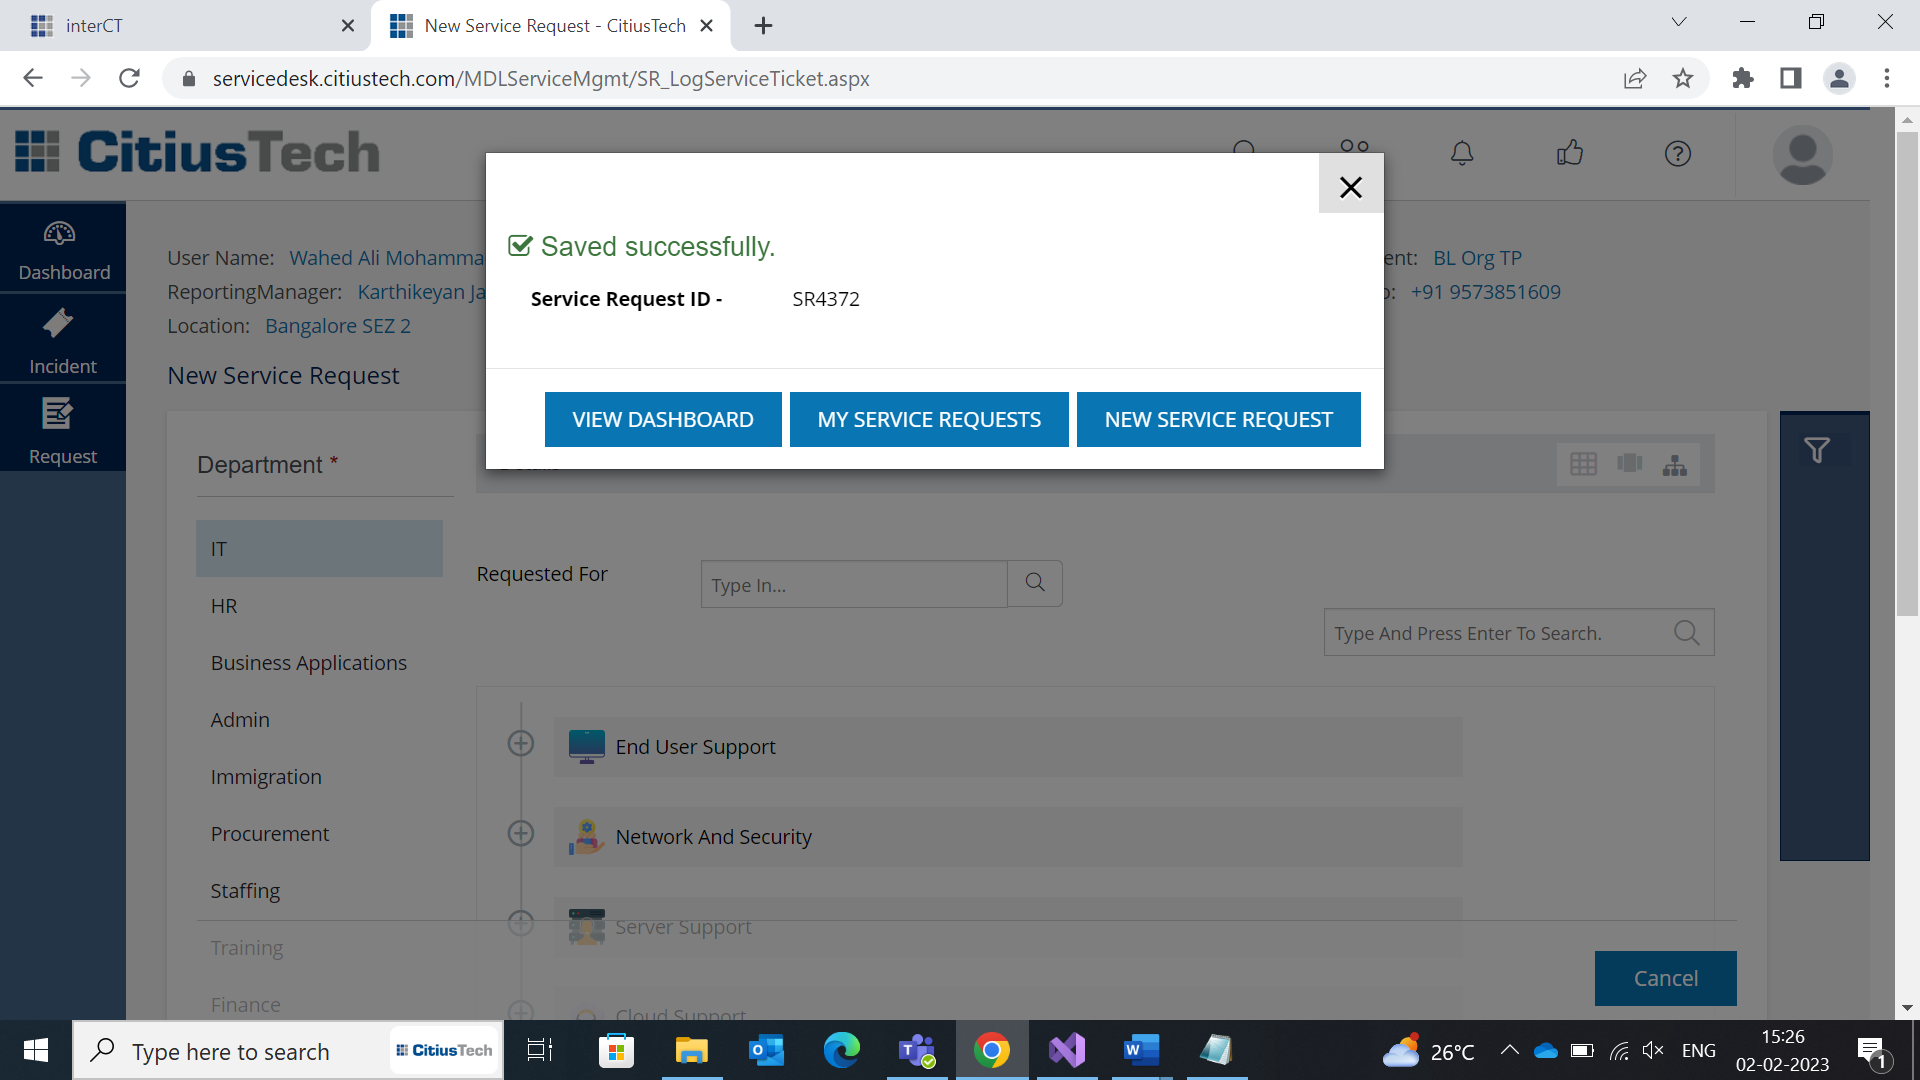 interCT
New Service Request - CitiusTech
servicedesk.citiustech.com/MDLServiceMgmt/SR_LogServiceTicket.aspx
CitiusTech
Saved successfully.
Service Request ID - SR4372
VIEW DASHBOARD MY SERVICE REQUESTS NEW SERVICE REQUEST
Dashboard
Incident
Request
User Name: Wahed Ali Mohamma
ent: BL Org TP
ReportingManager: Karthikeyan Ja
+91 9573851609
Location: Bangalore SEZ 2
New Service Request
Department *
IT
HR
Business Applications
Admin
Immigration
Procurement
Staffing
Training
Finance
Requested For Type In...
Type And Press Enter To Search.
End User Support
Network And Security
Server Support
Cloud Support
Cancel
Type here to search
CitiusTech
26°C
ENG
15:26
02-02-2023
1